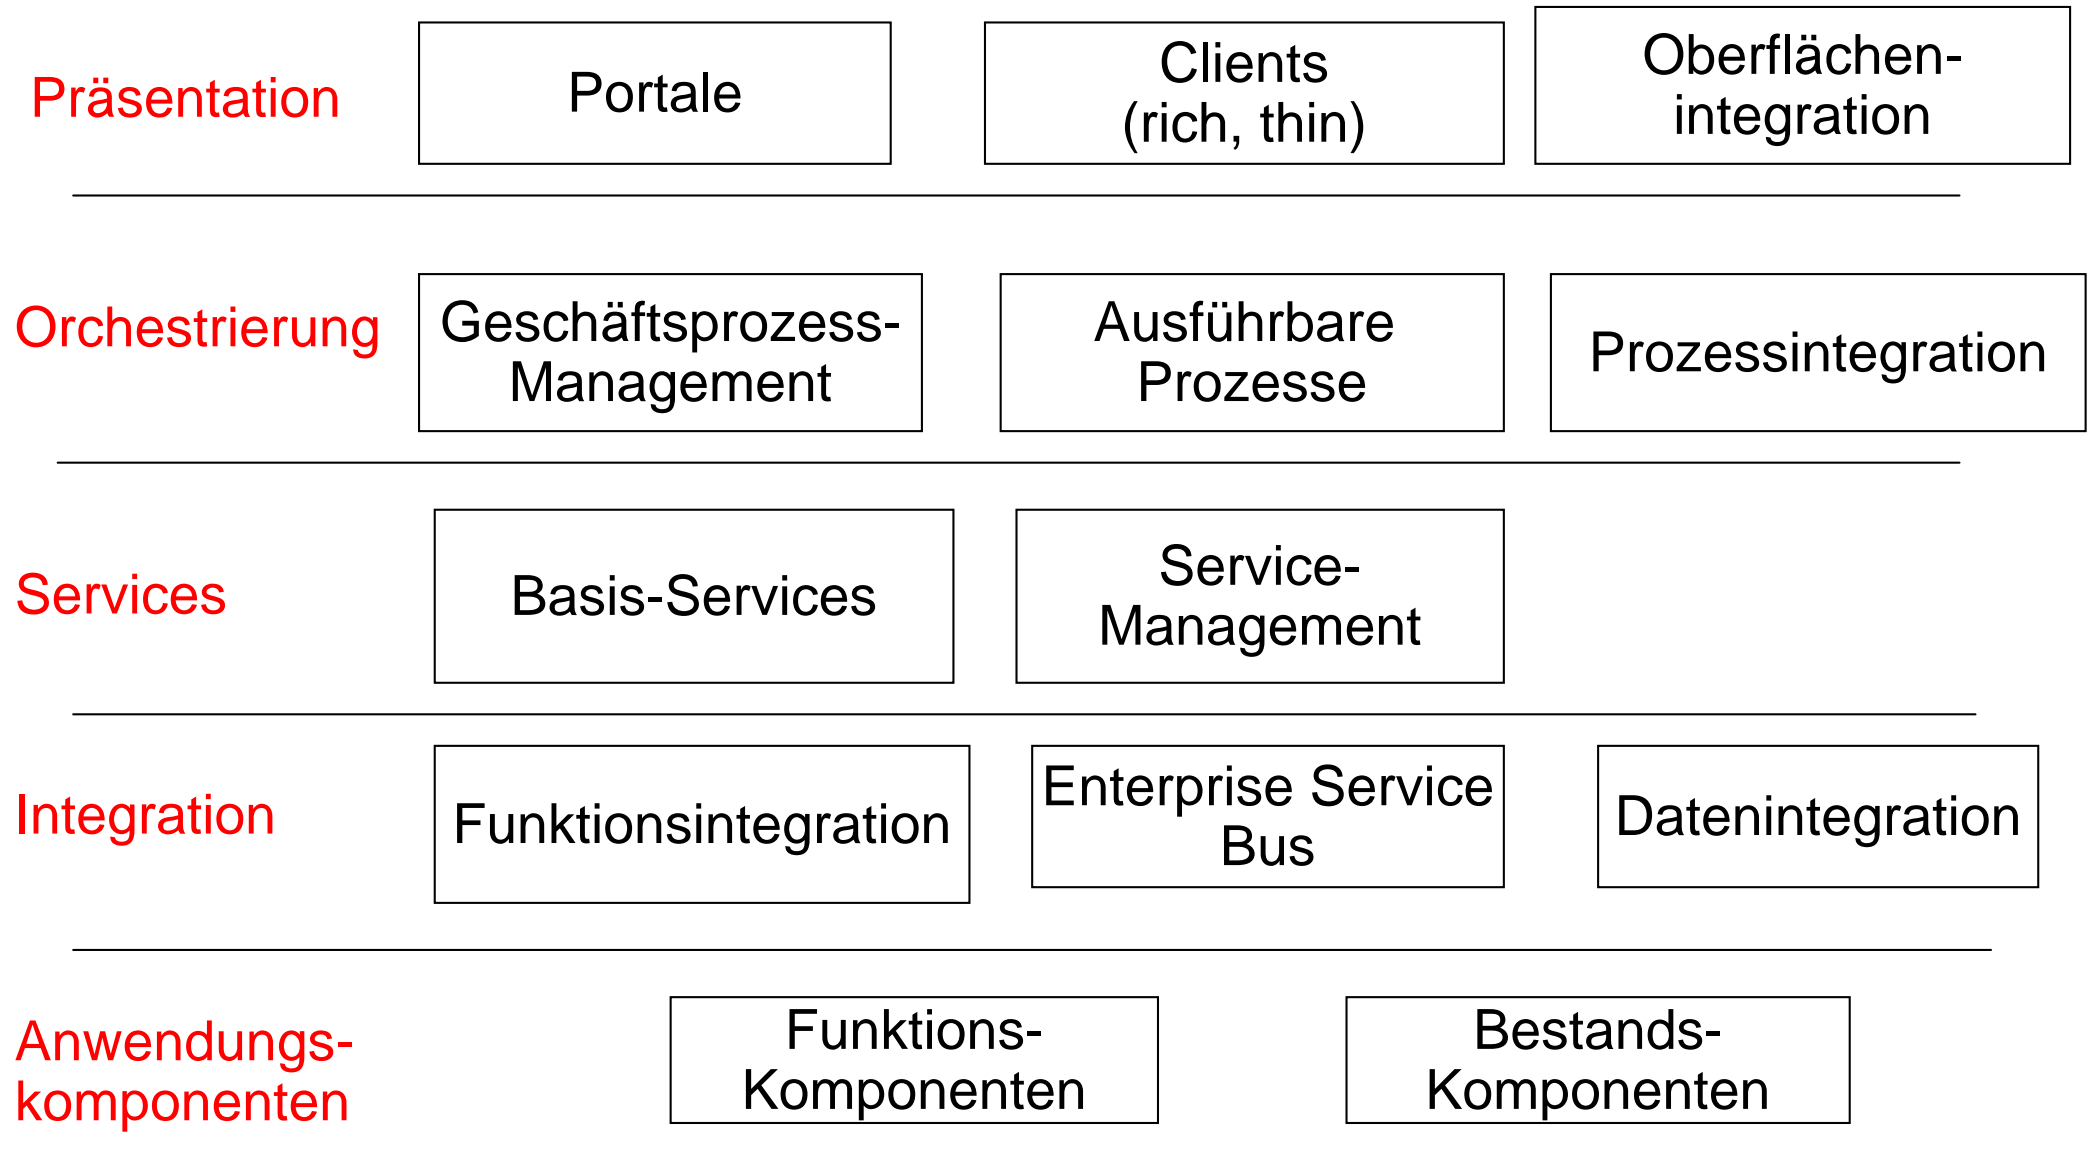 Präsentation
Portale
Clients
(rich, thin)
Oberflächen-
integration
Orchestrierung
Geschäftsprozess-
Management
Ausführbare
Prozesse
Prozessintegration
Services
Basis-Services
Service-
Management
Integration
Funktionsintegration
Enterprise Service
Bus
Datenintegration
Anwendungs-
komponenten
Funktions-
Komponenten
Bestands-
Komponenten